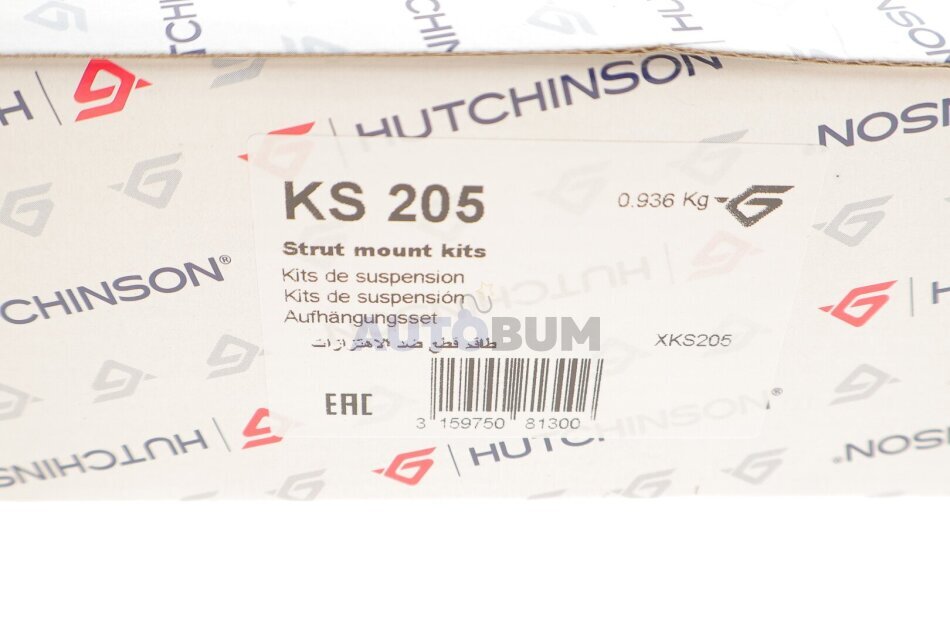 HUTCHINSON
HUTCHINSON
KS 205
0.936 Kg
Strut mount kits
Kits de suspension
Kits de suspensión
Aufhängungsset
طاقم قطع ضد الاهتزازات
AUTOBUM
XKS205
EAC
3 159750 81300
HUTCHINSON